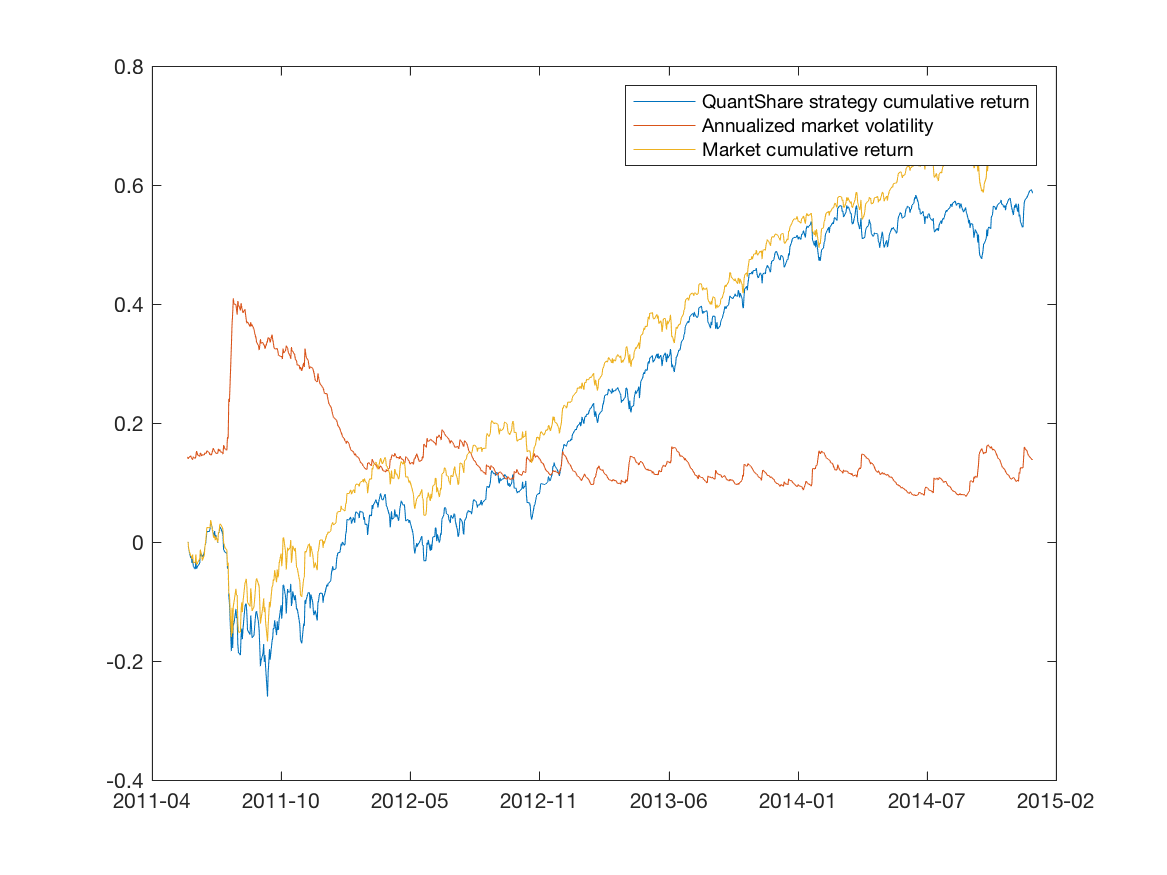 0.8
QuantShare strategy cumulative return
Annualized market volatility
Market cumulative return
0.6
0.4
0.2
0
-0.2
-0.4
2011-04 2011-10 2012-05 2012-11 2013-06 2014-01 2014-07 2015-02